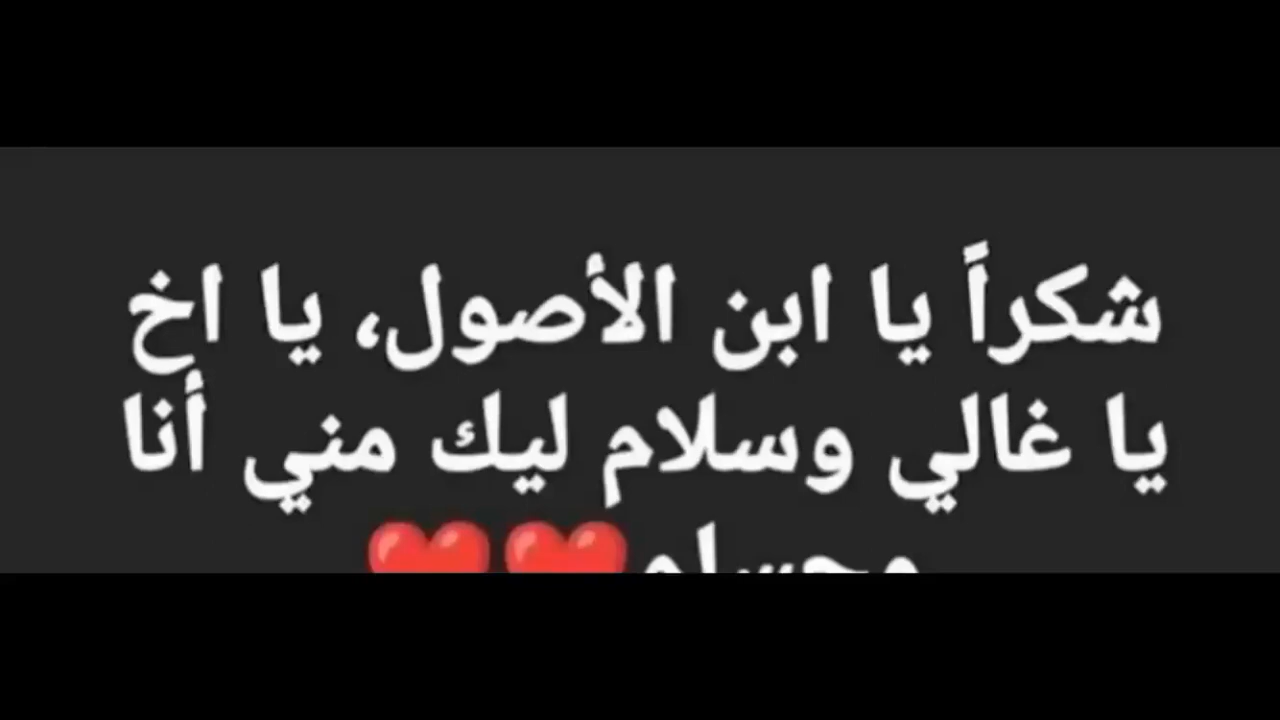 شكراً يا ابن الأصول، يا اخ
يا غالي وسلام ليك مني أنا
❤️❤️